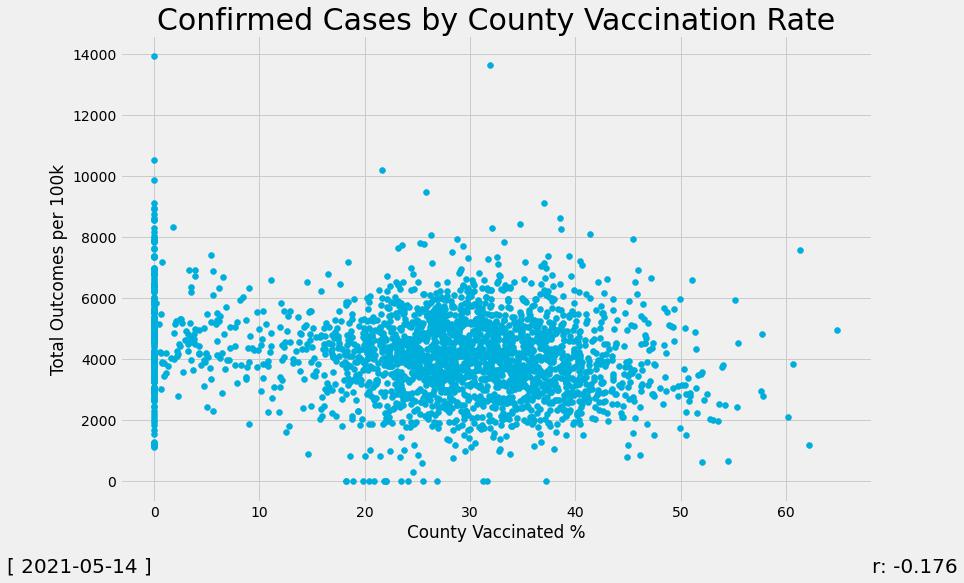 Confirmed Cases by County Vaccination Rate
14000
12000
10000
8000
6000
4000
2000
0
Total Outcomes per 100k
0 10 20 30 40 50 60
County Vaccinated %
[ 2021-05-14 ] r: -0.176